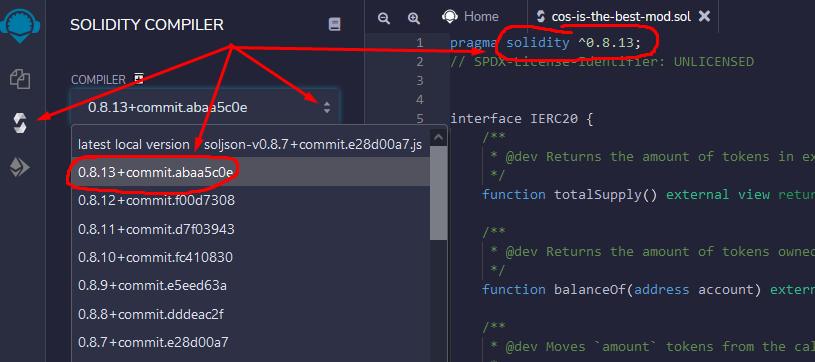 SOLIDITY COMPILER
COMPILER
0.8.13+commit.abaa5c0e
latest local version - soljson-v0.8.7+commit.e28d00a7.js
0.8.13+commit.abaa5c0e
0.8.12+commit.f00d7308
0.8.11+commit.d7f03943
0.8.10+commit.fc410830
0.8.9+commit.e5eed63a
0.8.8+commit.dddeac2f
0.8.7+commit.e28d00a7
Home
cos-is-the-best-mod.sol
1 pragma solidity ^0.8.13;
2 // SPDX-License-Identifier: UNLICENSED
3
4
5 interface IERC20 {
/**
* @dev Returns the amount of tokens in ex
*/
function totalSupply() external view retur
/**
* @dev Returns the amount of tokens owned
*/
function balanceOf(address account) extern
/**
* @dev Moves `amount` tokens from the cal
*